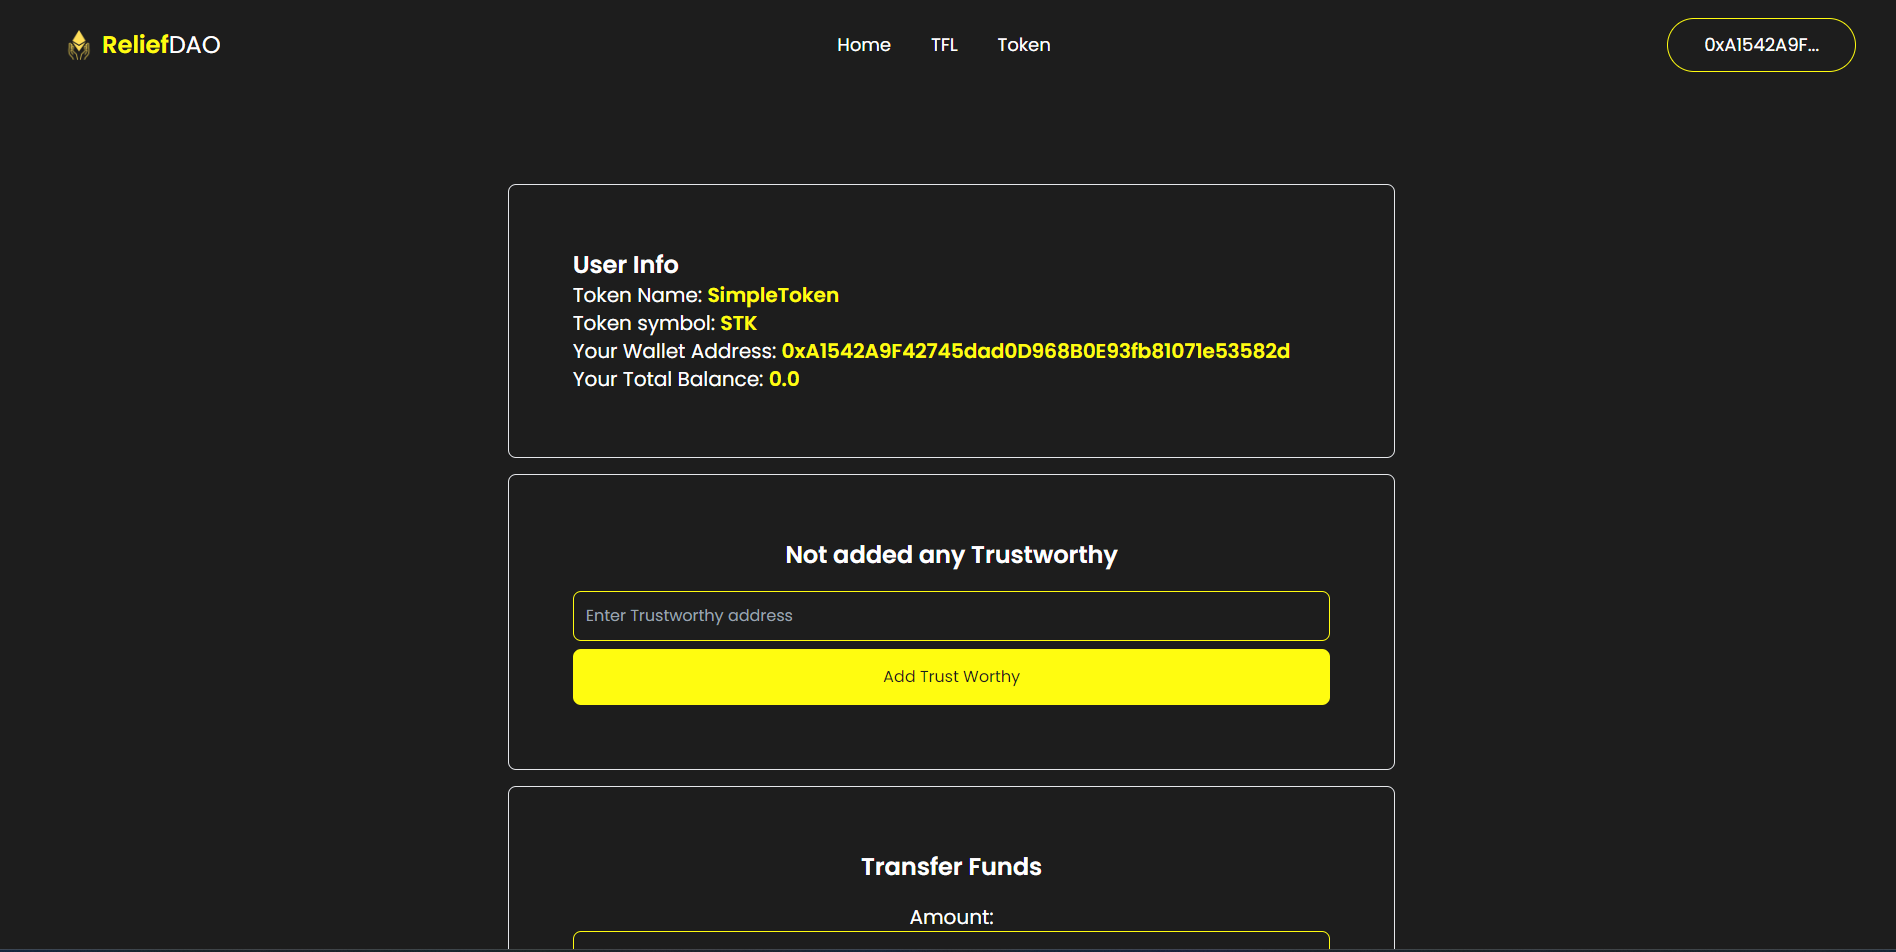 ReliefDAO
Home
TFL
Token
0xA1542A9F...
User Info
Token Name: SimpleToken
Token symbol: STK
Your Wallet Address: 0xA1542A9F42745dad0D968B0E93fb81071e53582d
Your Total Balance: 0.0
Not added any Trustworthy
Enter Trustworthy address
Add Trust Worthy
Transfer Funds
Amount: